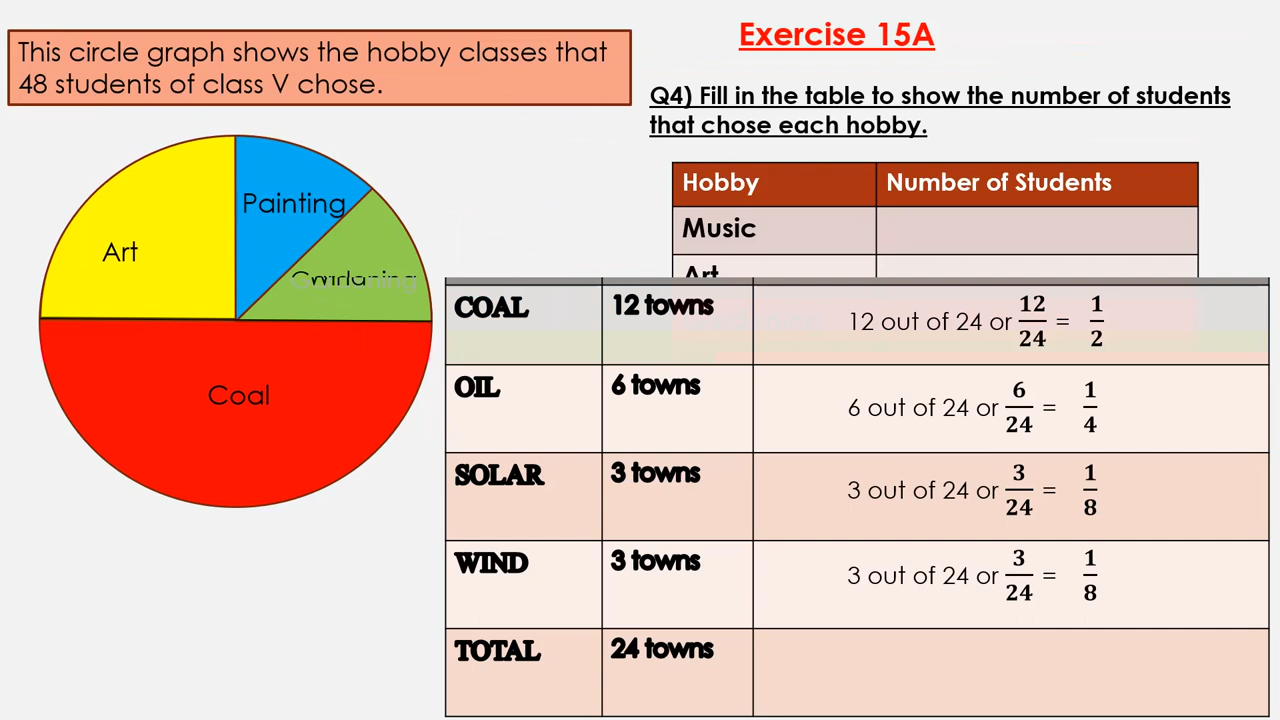 This circle graph shows the hobby classes that
48 students of class V chose.
Exercise 15A
Q4) Fill in the table to show the number of students
that chose each hobby.
Painting
Art
Coal
Hobby Number of Students
Music
Art
COAL 12 towns 12 out of 24 or 12/24 = 1/2
OIL 6 towns 6 out of 24 or 6/24 = 1/4
SOLAR 3 towns 3 out of 24 or 3/24 = 1/8
WIND 3 towns 3 out of 24 or 3/24 = 1/8
TOTAL 24 towns